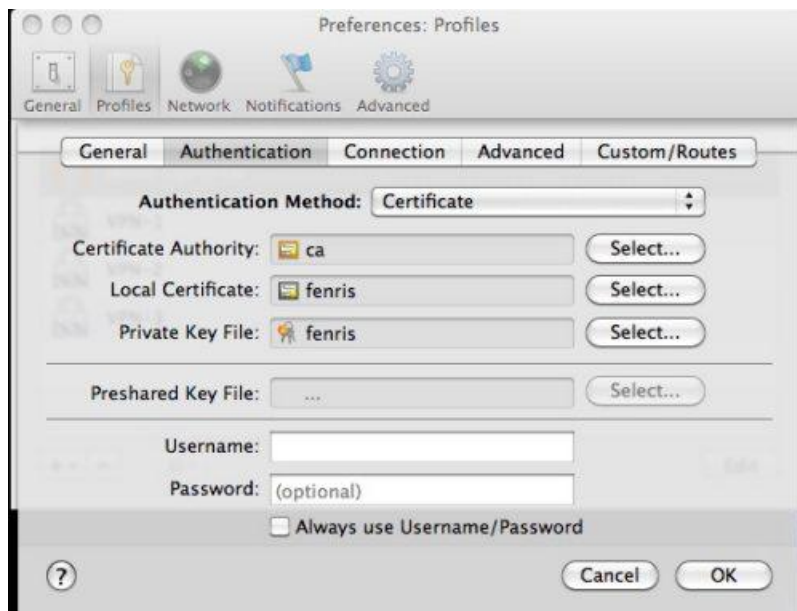 Preferences: Profiles
General Profiles Network Notifications Advanced
General Authentication Connection Advanced Custom/Routes
Authentication Method: Certificate
Certificate Authority: ca Select...
Local Certificate: fenris Select...
Private Key File: fenris Select...
Preshared Key File: ... Select...
Username:
Password: (optional)
Always use Username/Password
? Cancel OK